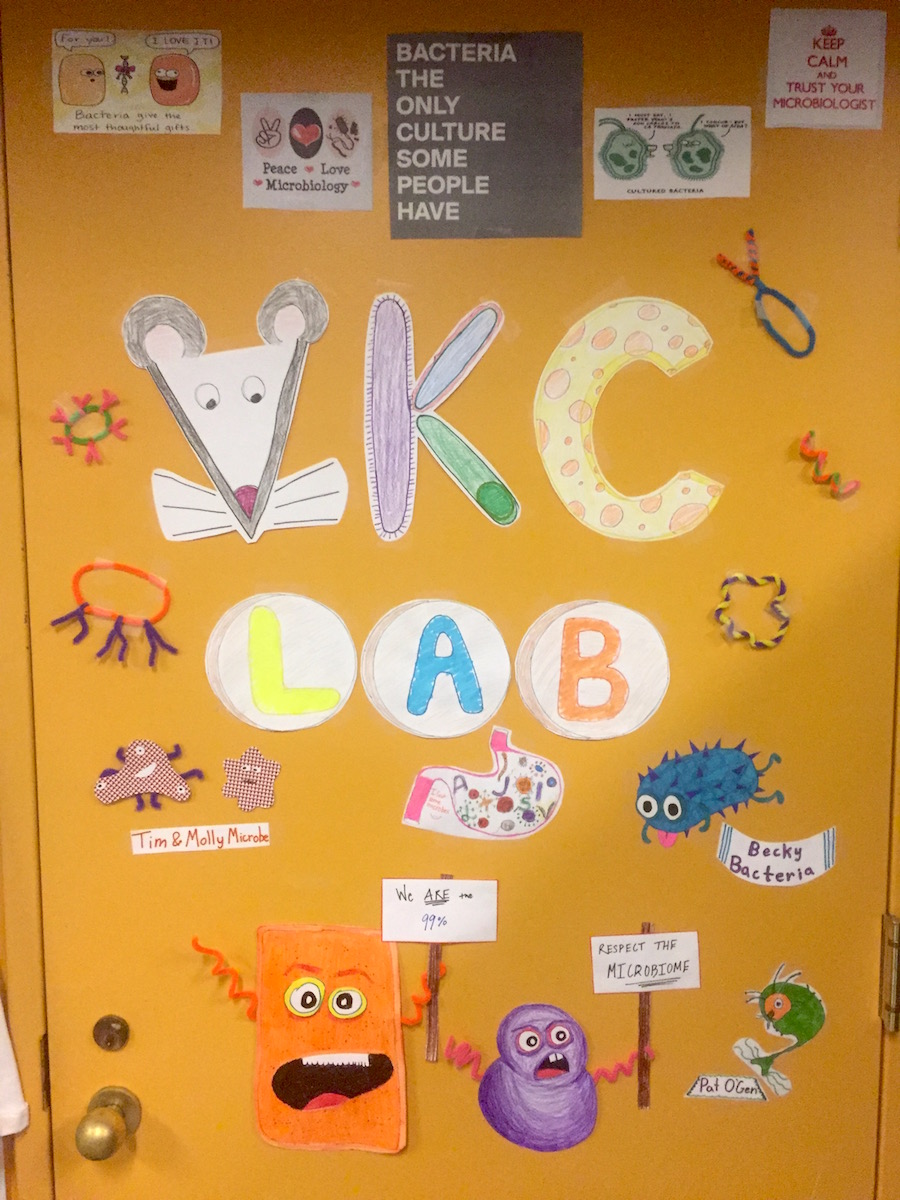 For you!
I LOVE IT!
Bacteria give the
most thoughtful gifts
Peace Love
Microbiology
BACTERIA
THE
ONLY
CULTURE
SOME
PEOPLE
HAVE
CULTURED BACTERIA
KEEP
CALM
AND
TRUST YOUR
MICROBIOLOGIST
VKC
LAB
Tim & Molly Microbe
A J
S
Becky
Bacteria
We ARE the
99%
RESPECT THE
MICROBIOME
Pat O'Gen